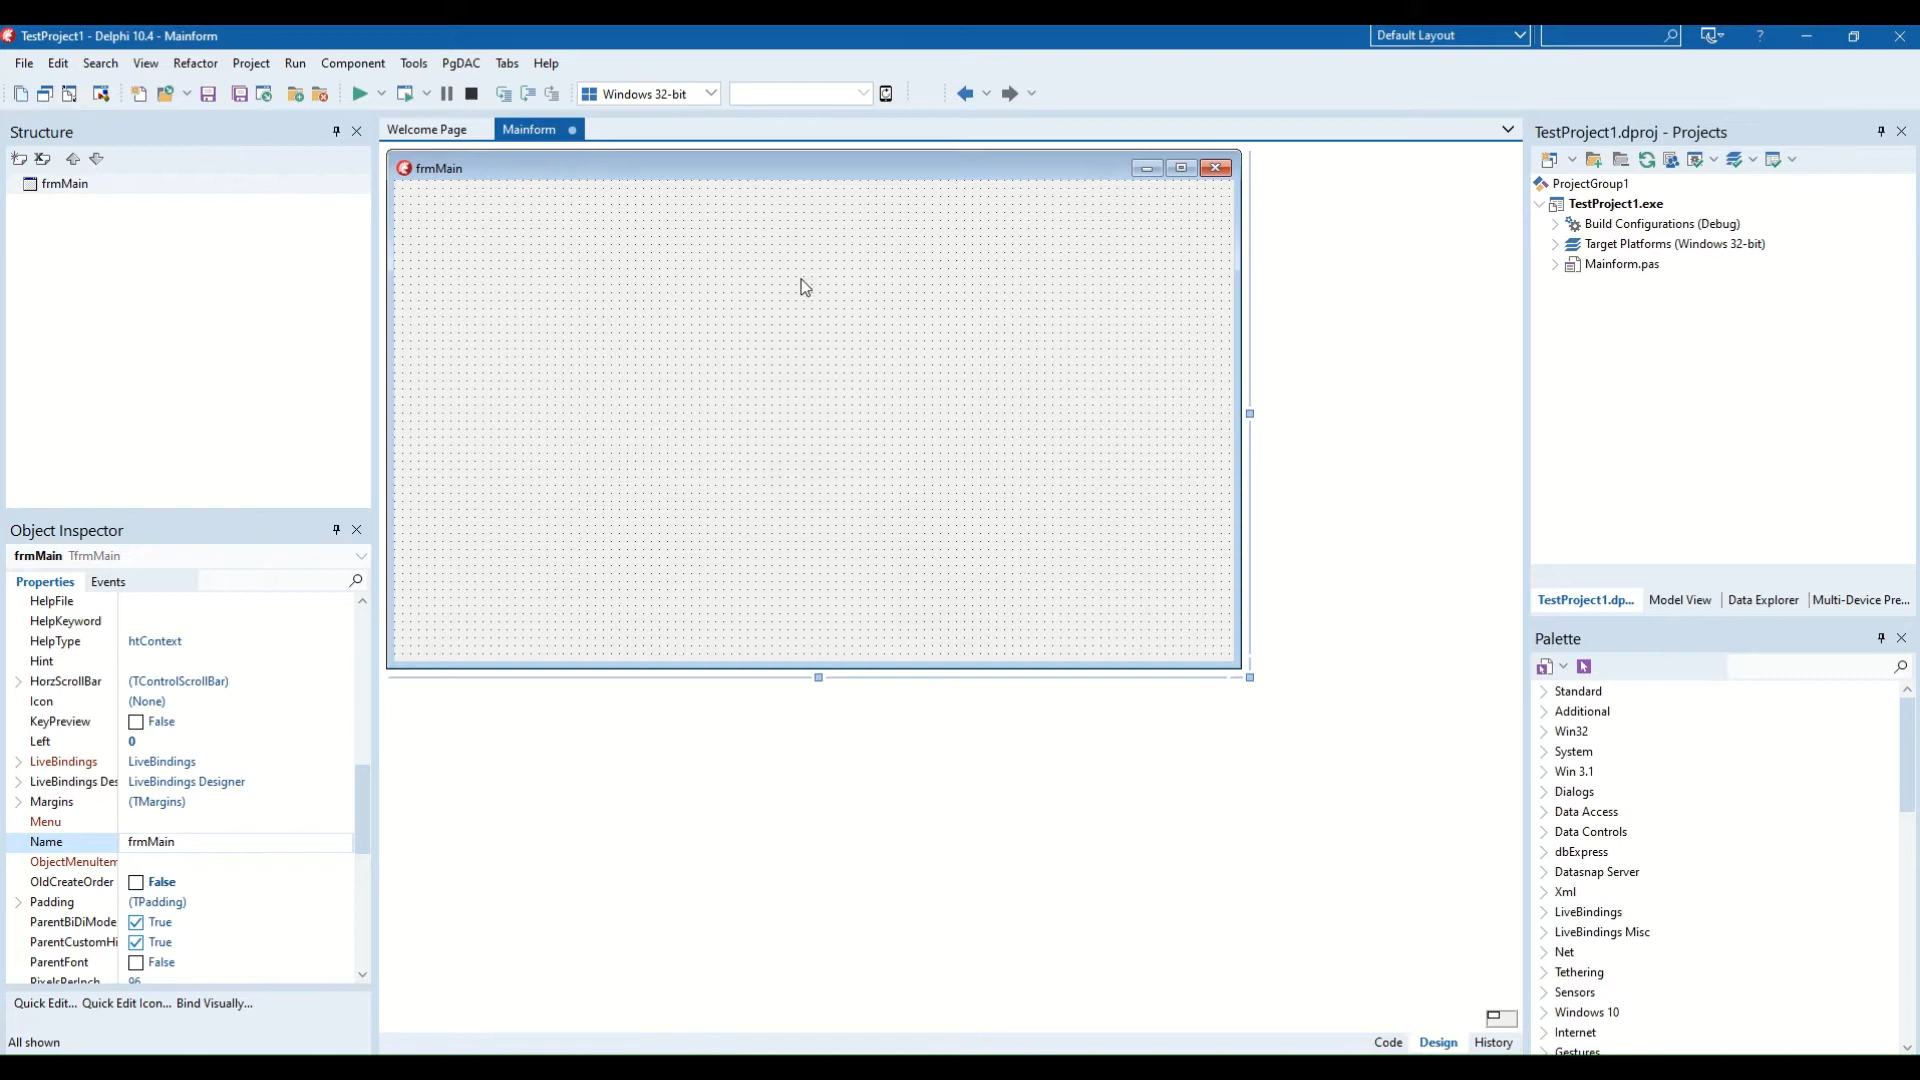 TestProject1 - Delphi 10.4 - Mainform
Default Layout
?
File Edit Search View Refactor Project Run Component Tools PgDAC Tabs Help
Windows 32-bit
Structure
frmMain
Welcome Page
Mainform
frmMain
TestProject1.dproj - Projects
ProjectGroup1
TestProject1.exe
Build Configurations (Debug)
Target Platforms (Windows 32-bit)
Mainform.pas
TestProject1.dp... Model View Data Explorer Multi-Device Pre...
Object Inspector
frmMain TfrmMain
Properties Events
HelpFile
HelpKeyword
HelpType htContext
Hint
HorzScrollBar (TControlScrollBar)
Icon (None)
KeyPreview False
Left 0
LiveBindings LiveBindings
LiveBindings Des LiveBindings Designer
Margins (TMargins)
Menu
Name frmMain
ObjectMenuItem
OldCreateOrder False
Padding (TPadding)
ParentBiDiMode True
ParentCustomHi True
ParentFont False
PixelsPerInch 96
Quick Edit... Quick Edit Icon... Bind Visually...
All shown
Palette
Standard
Additional
Win32
System
Win 3.1
Dialogs
Data Access
Data Controls
dbExpress
Datasnap Server
Xml
LiveBindings
LiveBindings Misc
Net
Tethering
Sensors
Windows 10
Internet
Gestures
Code Design History